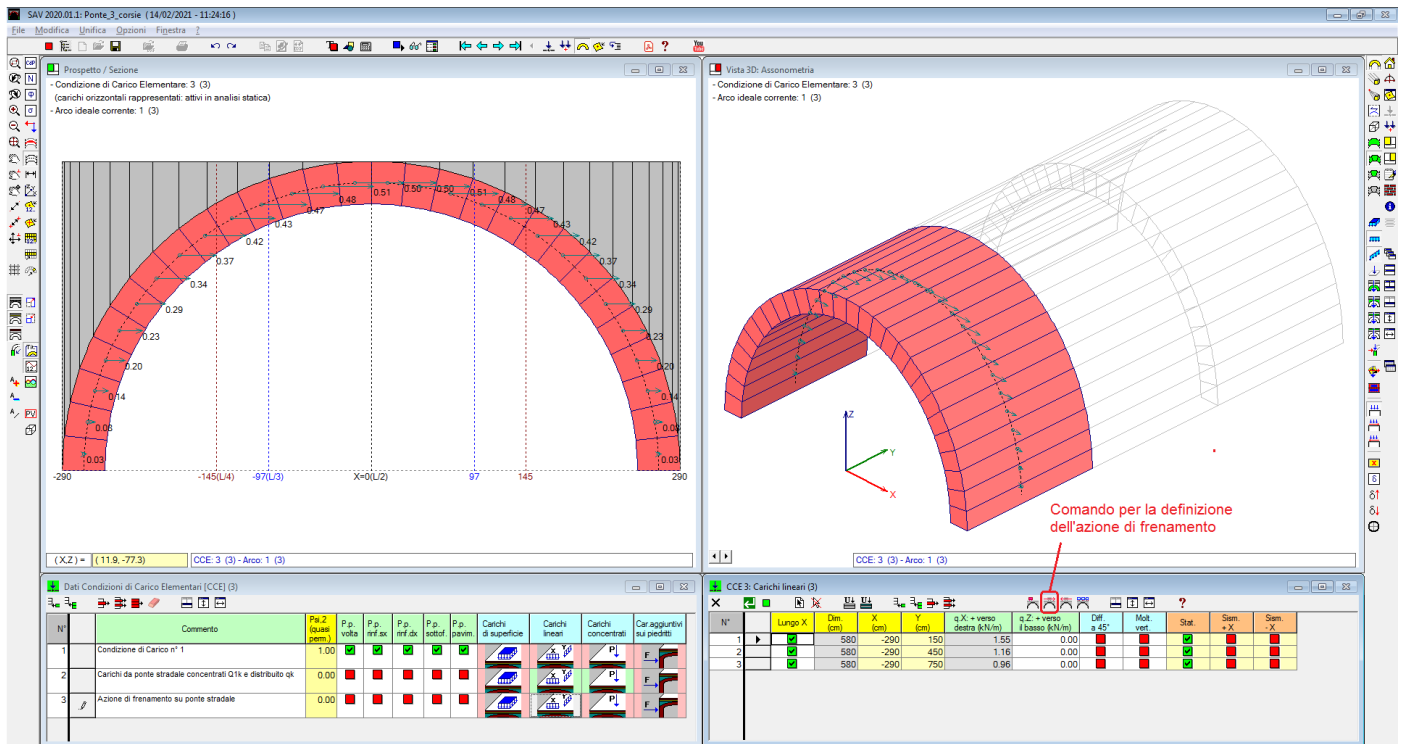 SAV 2020.01.1: Ponte_3_corsie ( 14/02/2021 - 11:24:16 )
File Modifica Unifica Opzioni Finestra ?
Prospetto / Sezione
- Condizione di Carico Elementare: 3 (3)
(carichi orizzontali rappresentati: attivi in analisi statica)
- Arco ideale corrente: 1 (3)
0.51 0.50 0.50 0.51
0.48 0.48
0.47 0.47
0.43 0.43
0.42 0.42
0.37 0.37
0.34 0.34
0.29 0.29
0.23 0.23
0.20 0.20
0.14 0.14
0.08 0.08
0.03 0.03
-290 -145(L/4) -97(L/3) X=0(L/2) 97 145 290
( X,Z ) = ( 11.9, -77.3) CCE: 3 (3) - Arco: 1 (3)
Vista 3D: Assonometria
- Condizione di Carico Elementare: 3 (3)
- Arco ideale corrente: 1 (3)
Z
Y
X
Comando per la definizione
dell'azione di frenamento
CCE: 3 (3) - Arco: 1 (3)
Dati Condizioni di Carico Elementari [CCE] (3)
N° Commento Psi.2 (quasi perm.) P.p. volta P.p. rinf.sx P.p. rinf.dx P.p. sottof. P.p. pavim. Carichi di superficie Carichi lineari Carichi concentrati Car.aggiuntivi sui piedritti
1 Condizione di Carico n° 1 1.00
2 Carichi da ponte stradale concentrati Q1k e distribuito qk 0.00
3 Azione di frenamento su ponte stradale 0.00
CCE 3: Carichi lineari (3)
N° Lungo X Dim. (cm) X (cm) Y (cm) q.X: + verso destra (kN/m) q.Z: + verso il basso (kN/m) Diff. a 45° Molt. vert. Stat. Sism. + X Sism. - X
1 580 -290 150 1.55 0.00
2 580 -290 450 1.16 0.00
3 580 -290 750 0.96 0.00